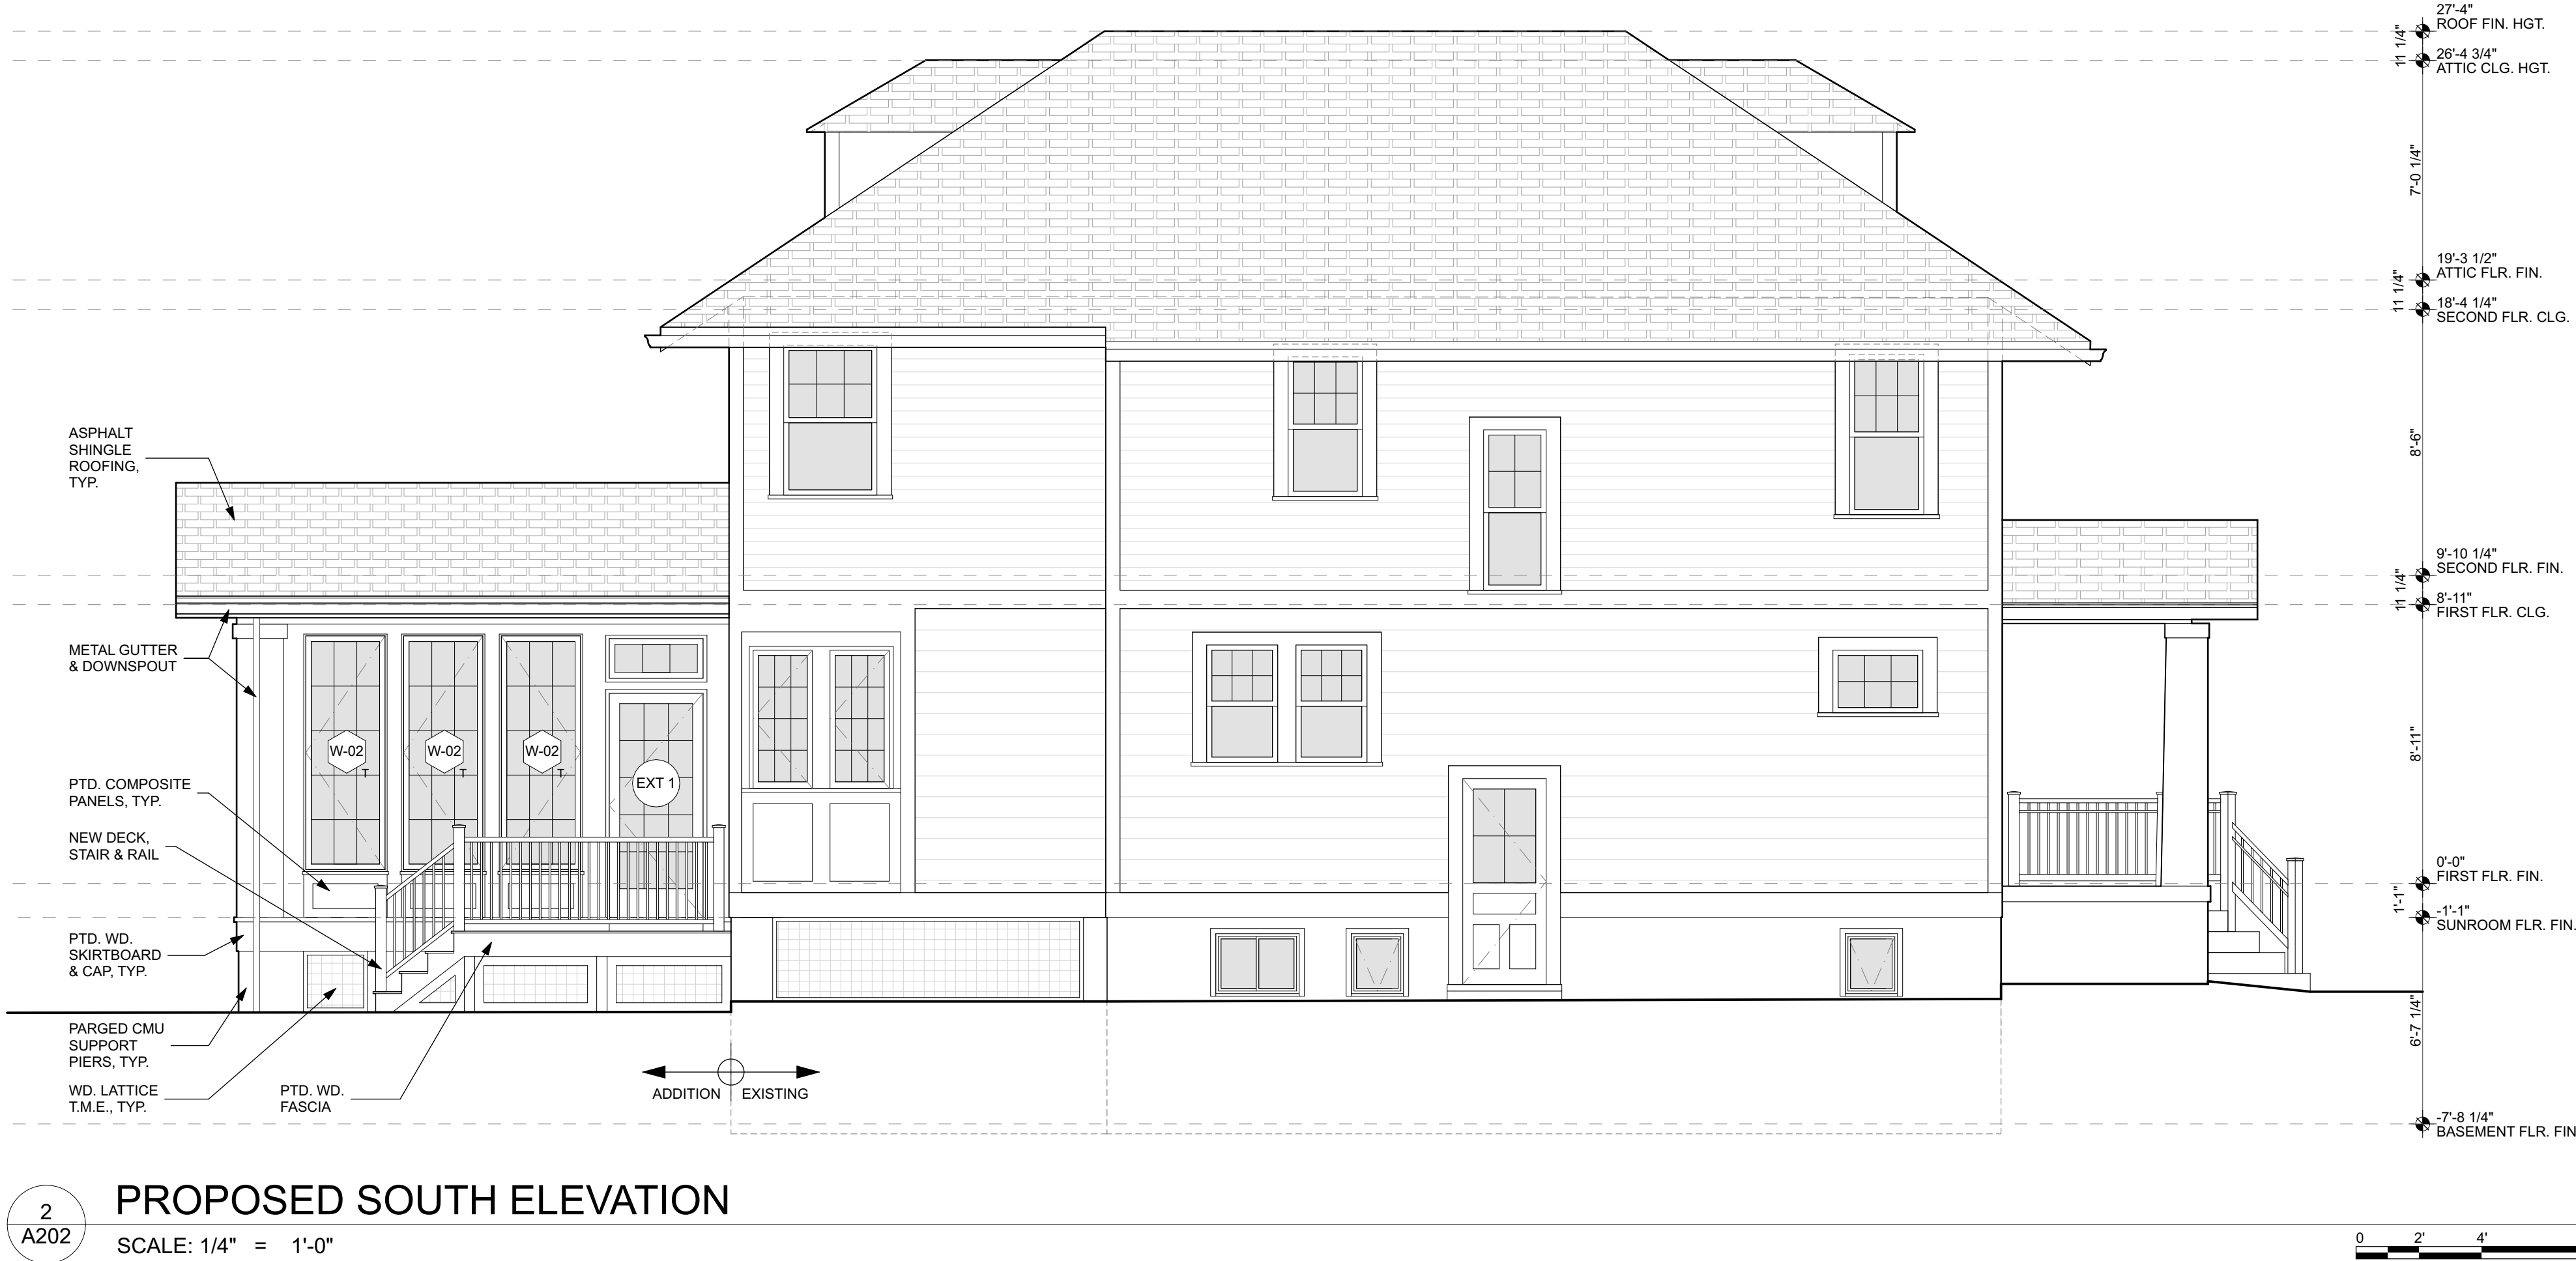 27'-4"
ROOF FIN. HGT.
11 1/4"
26'-4 3/4"
ATTIC CLG. HGT.
7'-0 1/4"
19'-3 1/2"
ATTIC FLR. FIN.
11 1/4"
18'-4 1/4"
SECOND FLR. CLG.
8'-6"
9'-10 1/4"
SECOND FLR. FIN.
11 1/4"
8'-11"
FIRST FLR. CLG.
8'-11"
0'-0"
FIRST FLR. FIN.
1'-1"
-1'-1"
SUNROOM FLR. FIN.
6'-7 1/4"
-7'-8 1/4"
BASEMENT FLR. FIN
ASPHALT
SHINGLE
ROOFING,
TYP.
METAL GUTTER
& DOWNSPOUT
PTD. COMPOSITE
PANELS, TYP.
NEW DECK,
STAIR & RAIL
PTD. WD.
SKIRTBOARD
& CAP, TYP.
PARGED CMU
SUPPORT
PIERS, TYP.
WD. LATTICE
T.M.E., TYP.
PTD. WD.
FASCIA
W-02
T
W-02
T
W-02
T
EXT 1
ADDITION
EXISTING
2
A202
PROPOSED SOUTH ELEVATION
SCALE: 1/4" = 1'-0"
0 2' 4'